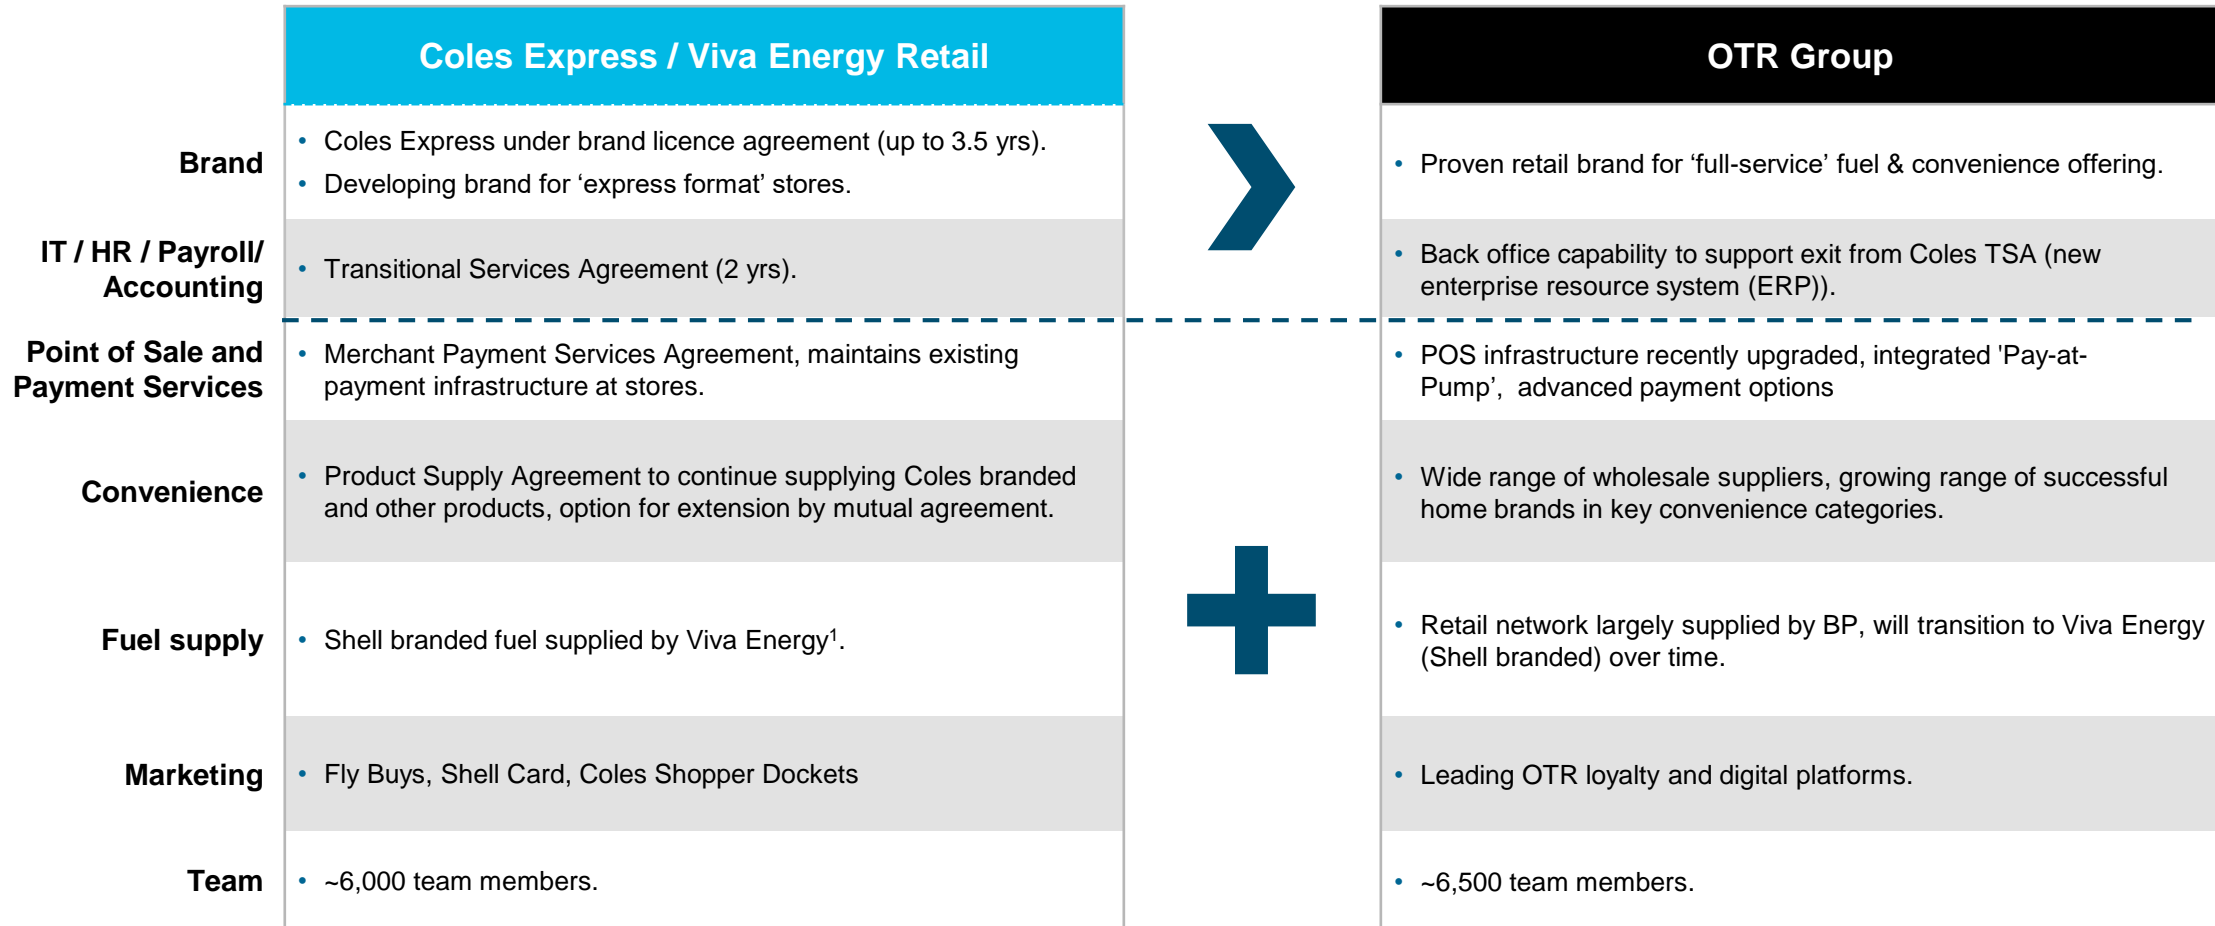 Coles Express / Viva Energy Retail
OTR Group
Brand
• Coles Express under brand licence agreement (up to 3.5 yrs).
• Developing brand for ‘express format’ stores.
• Proven retail brand for ‘full-service’ fuel & convenience offering.
IT / HR / Payroll/
Accounting
• Transitional Services Agreement (2 yrs).
• Back office capability to support exit from Coles TSA (new
enterprise resource system (ERP)).
Point of Sale and
Payment Services
• Merchant Payment Services Agreement, maintains existing
payment infrastructure at stores.
• POS infrastructure recently upgraded, integrated 'Pay-at-
Pump’,  advanced payment options
Convenience
• Product Supply Agreement to continue supplying Coles branded
and other products, option for extension by mutual agreement.
• Wide range of wholesale suppliers, growing range of successful
home brands in key convenience categories.
Fuel supply
• Shell branded fuel supplied by Viva Energy¹.
• Retail network largely supplied by BP, will transition to Viva Energy
(Shell branded) over time.
Marketing
• Fly Buys, Shell Card, Coles Shopper Dockets
• Leading OTR loyalty and digital platforms.
Team
• ~6,000 team members.
• ~6,500 team members.